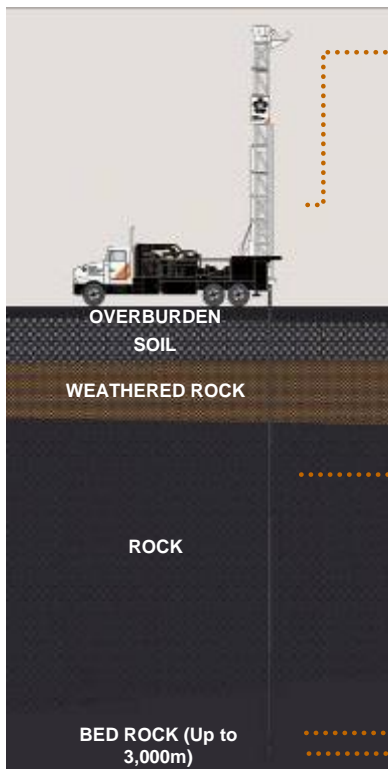 OVERBURDEN
SOIL
WEATHERED ROCK
ROCK
BED ROCK (Up to
3,000m)